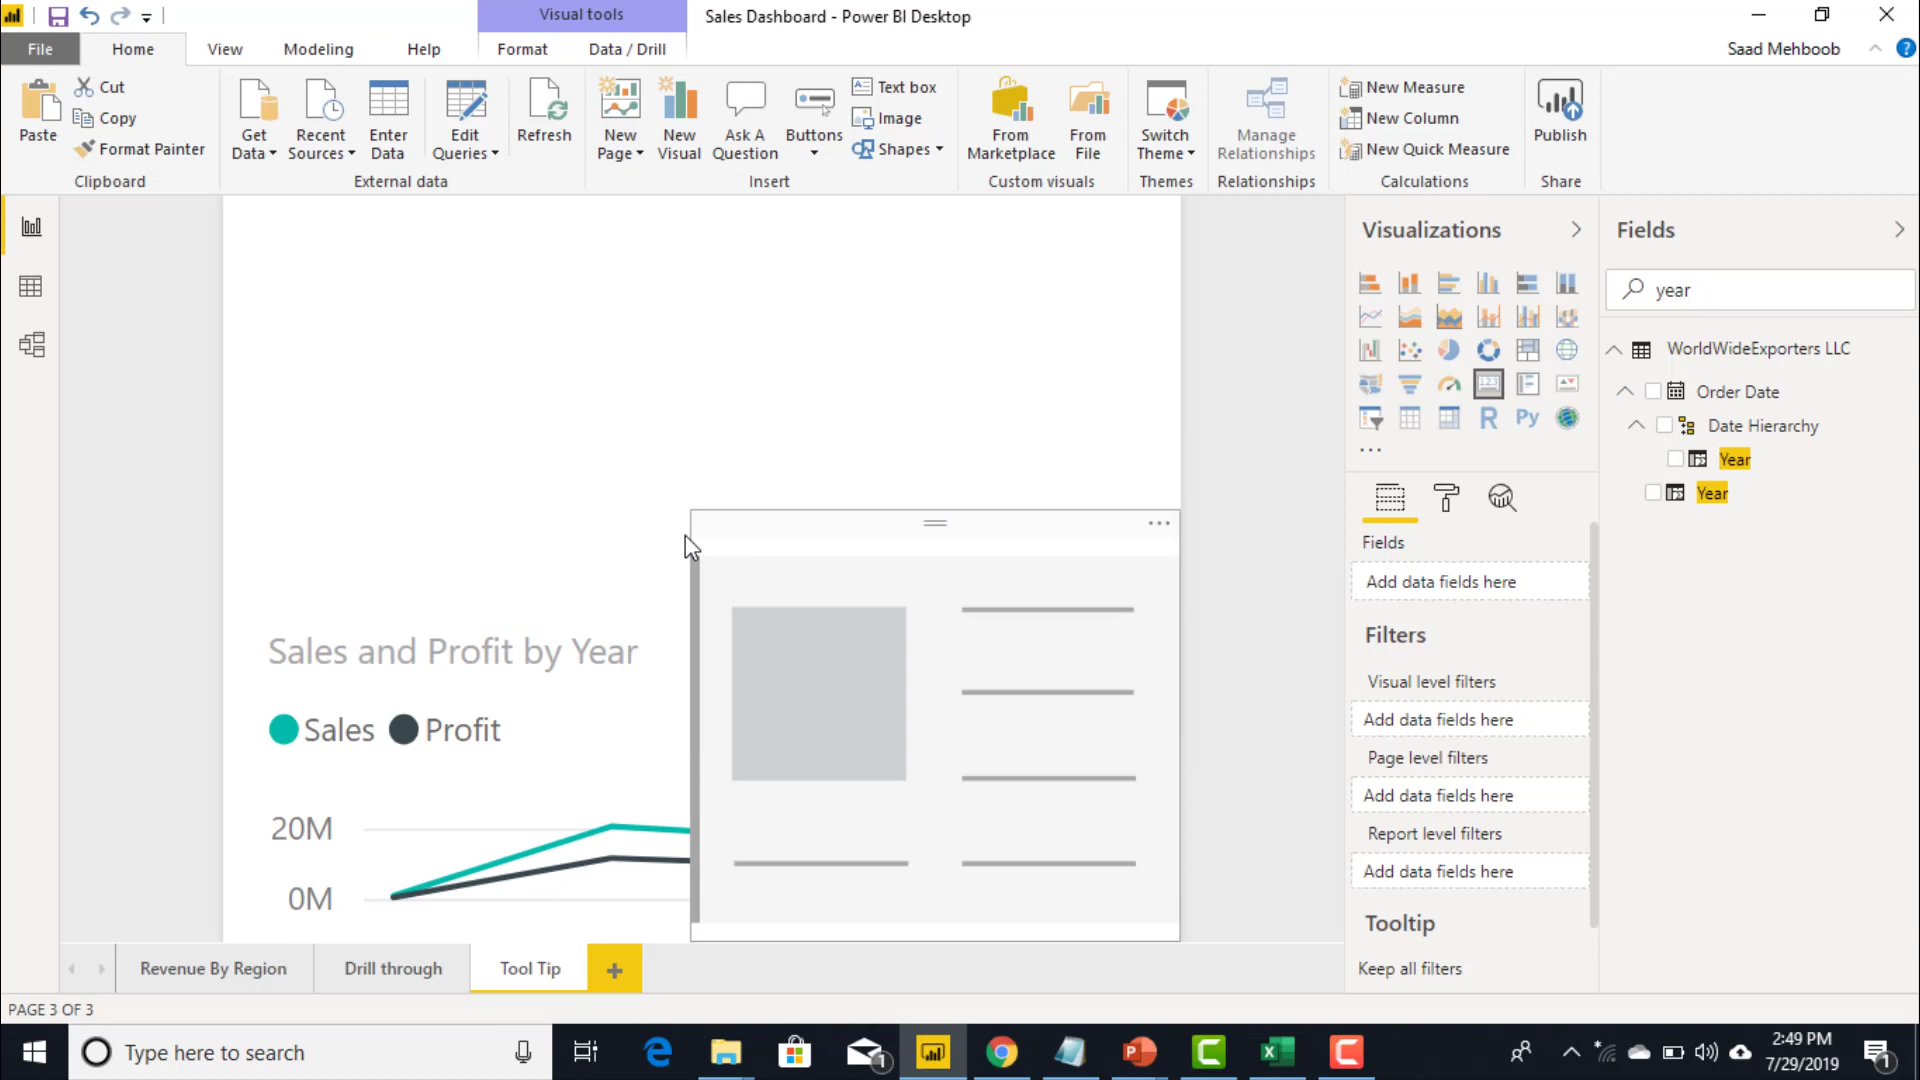 Visual tools
Sales Dashboard - Power BI Desktop
File
Home
View
Modeling
Help
Format
Data / Drill
Saad Mehboob
?
Paste
Cut
Copy
Format Painter
Clipboard
Get
Data
Recent
Sources
Enter
Data
Edit
Queries
Refresh
External data
New
Page
New
Visual
Ask A
Question
Buttons
Text box
Image
Shapes
Insert
From
Marketplace
From
File
Custom visuals
Switch
Theme
Themes
Manage
Relationships
Relationships
New Measure
New Column
New Quick Measure
Calculations
Publish
Share
Sales and Profit by Year
Sales
Profit
20M
0M
Visualizations
R
Py
Fields
Add data fields here
Filters
Visual level filters
Add data fields here
Page level filters
Add data fields here
Report level filters
Add data fields here
Tooltip
Keep all filters
Fields
year
WorldWideExporters LLC
Order Date
Date Hierarchy
Year
Year
Revenue By Region
Drill through
Tool Tip
PAGE 3 OF 3
Type here to search
1
2:49 PM
7/29/2019
1